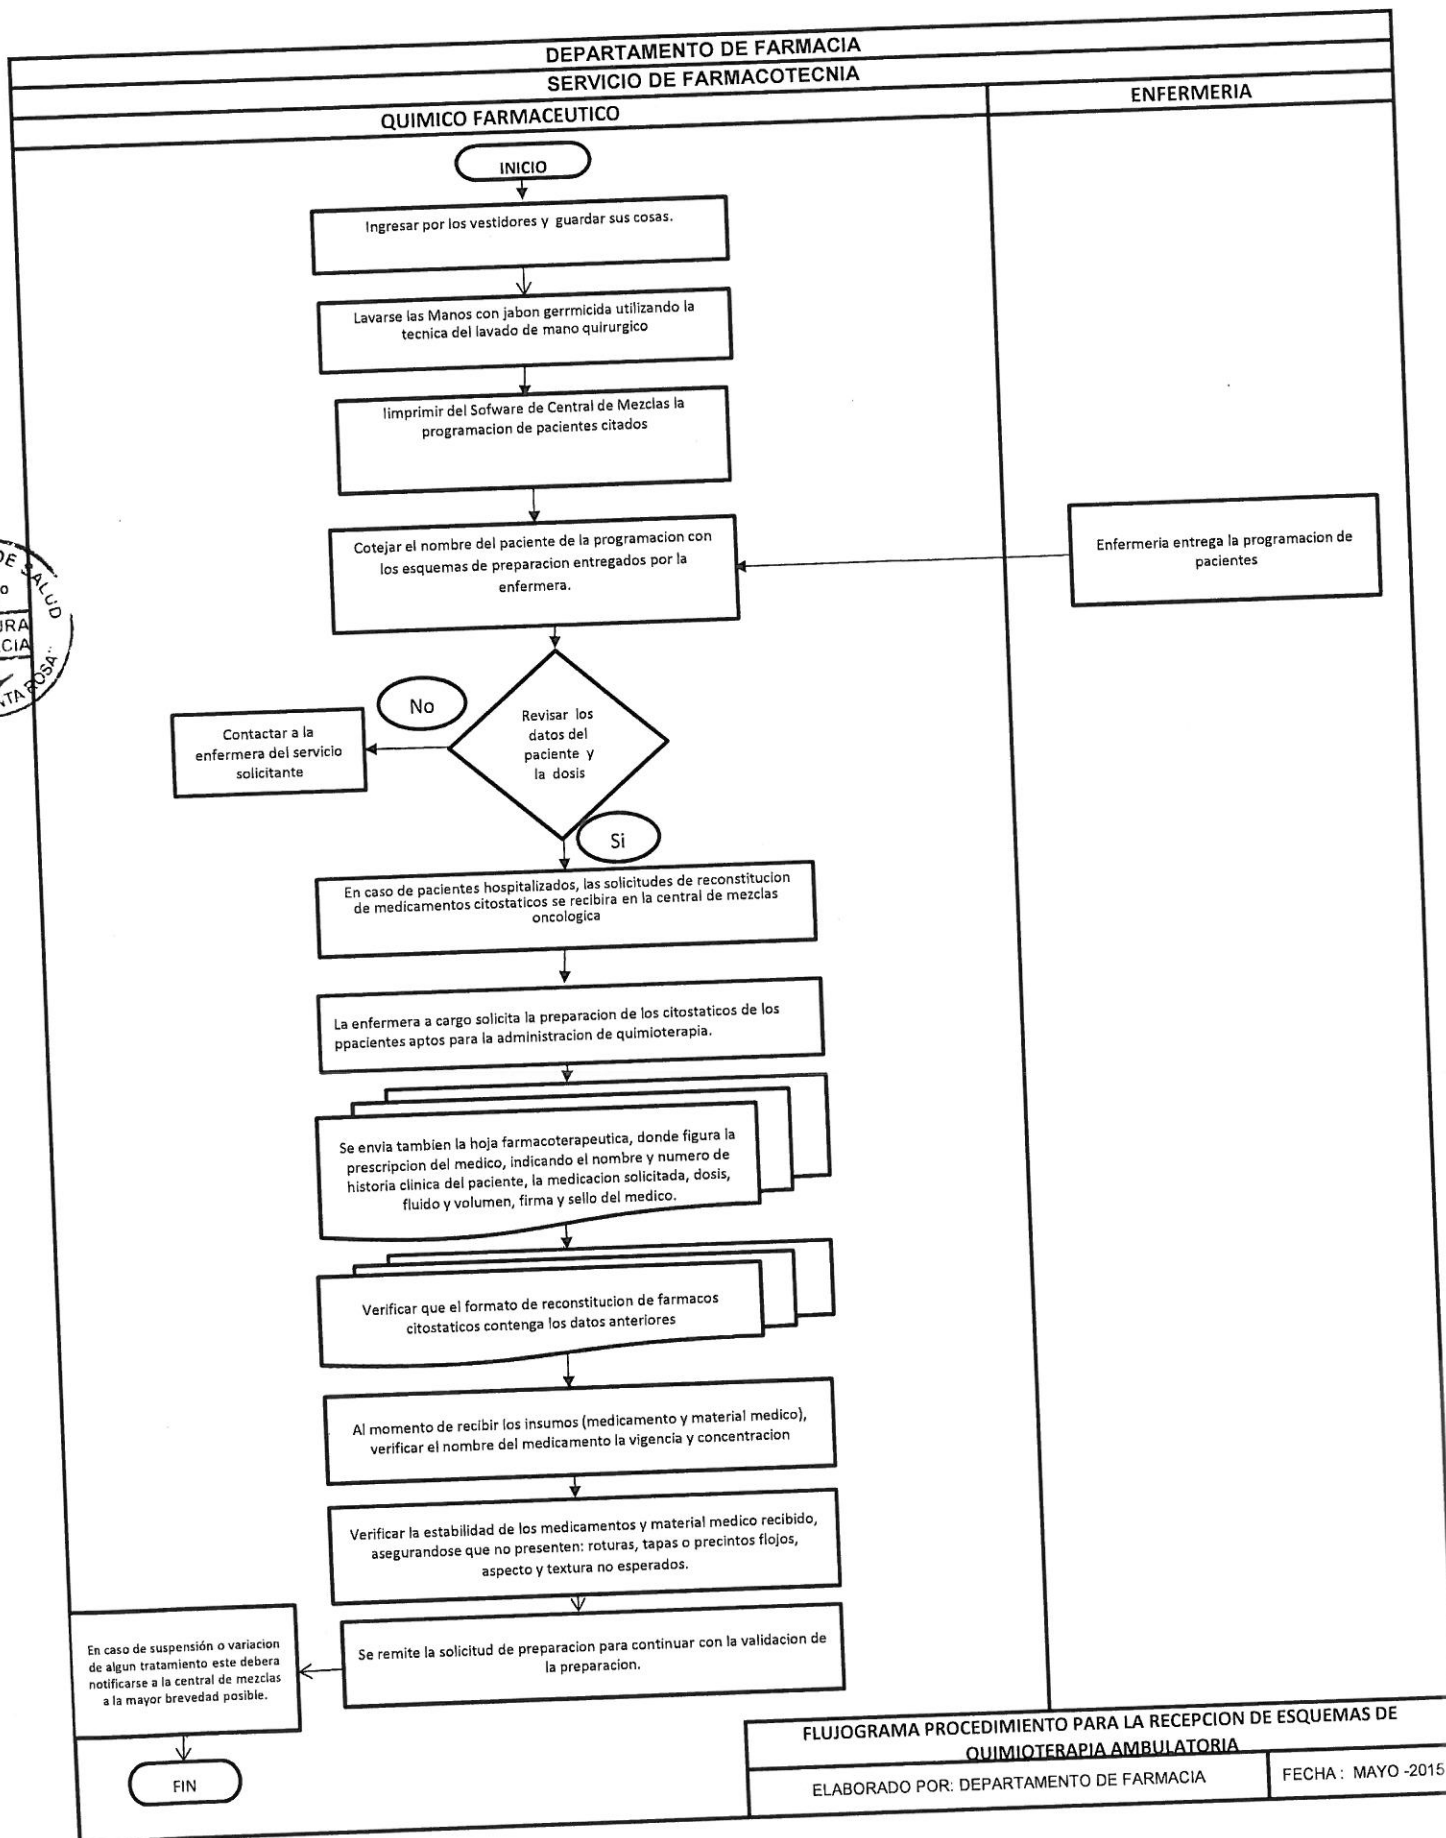 DEPARTAMENTO DE FARMACIA
SERVICIO DE FARMACOTECNIA
QUIMICO FARMACEUTICO
ENFERMERIA
INICIO
Ingresar por los vestidores y guardar sus cosas.
Lavarse las Manos con jabon gerrmicida utilizando la
tecnica del lavado de mano quirurgico
Iimprimir del Sofware de Central de Mezclas la
programacion de pacientes citados
Cotejar el nombre del paciente de la programacion con
los esquemas de preparacion entregados por la
enfermera.
Enfermeria entrega la programacion de
pacientes
DE SALUD
No
Revisar los
datos del
paciente y
la dosis
Contactar a la
enfermera del servicio
solicitante
Si
En caso de pacientes hospitalizados, las solicitudes de reconstitucion
de medicamentos citostaticos se recibira en la central de mezclas
oncologica
La enfermera a cargo solicita la preparacion de los citostaticos de los
ppacientes aptos para la administracion de quimioterapia.
Se envia tambien la hoja farmacoterapeutica, donde figura la
prescripcion del medico, indicando el nombre y numero de
historia clinica del paciente, la medicacion solicitada, dosis,
fluido y volumen, firma y sello del medico.
Verificar que el formato de reconstitucion de farmacos
citostaticos contenga los datos anteriores
Al momento de recibir los insumos (medicamento y material medico),
verificar el nombre del medicamento la vigencia y concentracion
Verificar la estabilidad de los medicamentos y material medico recibido,
asegurandose que no presenten: roturas, tapas o precintos flojos,
aspecto y textura no esperados.
Se remite la solicitud de preparacion para continuar con la validacion de
la preparacion.
En caso de suspensión o variacion
de algun tratamiento este debera
notificarse a la central de mezclas
a la mayor brevedad posible.
FIN
FLUJOGRAMA PROCEDIMIENTO PARA LA RECEPCION DE ESQUEMAS DE
QUIMIOTERAPIA AMBULATORIA
ELABORADO POR: DEPARTAMENTO DE FARMACIA
FECHA : MAYO -2015